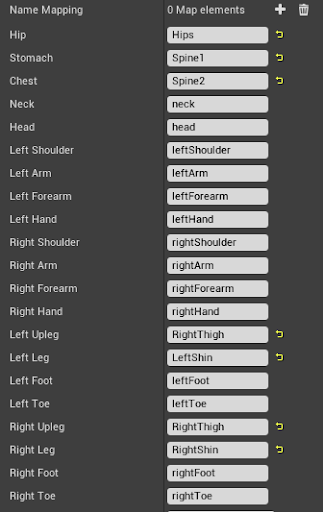 Name Mapping 0 Map elements
Hip Hips
Stomach Spine1
Chest Spine2
Neck neck
Head head
Left Shoulder leftShoulder
Left Arm leftArm
Left Forearm leftForearm
Left Hand leftHand
Right Shoulder rightShoulder
Right Arm rightArm
Right Forearm rightForearm
Right Hand rightHand
Left Upleg RightThigh
Left Leg LeftShin
Left Foot leftFoot
Left Toe leftToe
Right Upleg RightThigh
Right Leg RightShin
Right Foot rightFoot
Right Toe rightToe